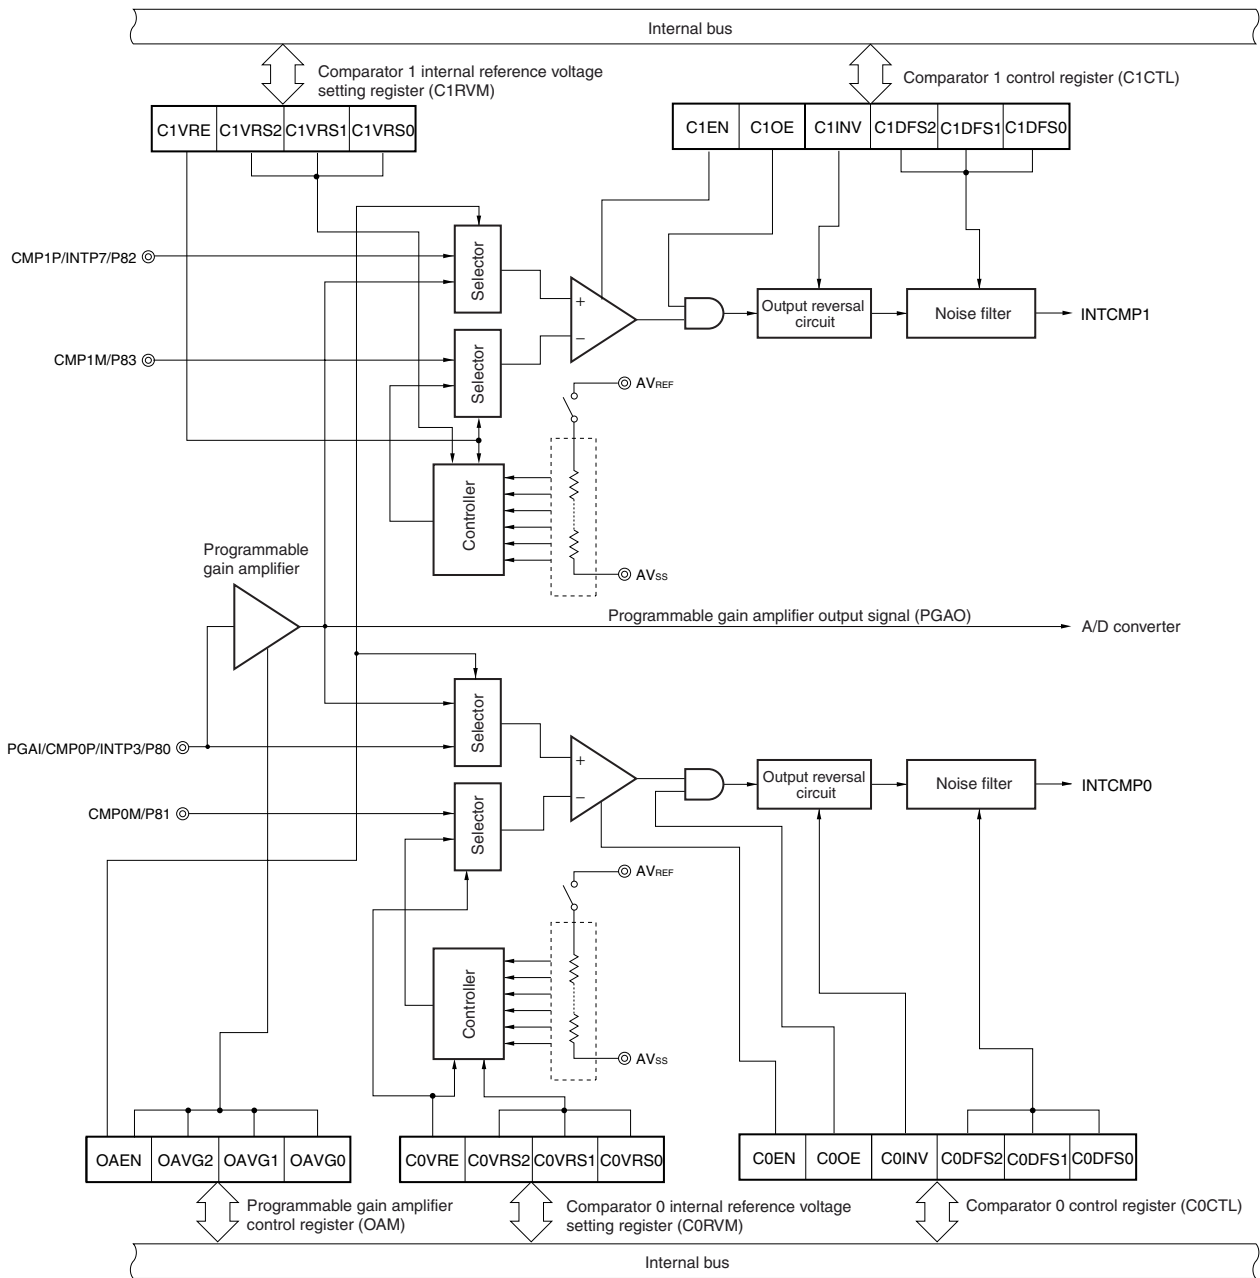 Internal bus
Comparator 1 internal reference voltage
setting register (C1RVM)
Comparator 1 control register (C1CTL)
C1VRE C1VRS2 C1VRS1 C1VRS0
C1EN C1OE C1INV C1DFS2 C1DFS1 C1DFS0
CMP1P/INTP7/P82
Selector
+
−
Output reversal
circuit
Noise filter
INTCMP1
CMP1M/P83
Selector
AVREF
Controller
AVSS
Programmable
gain amplifier
Programmable gain amplifier output signal (PGAO)
A/D converter
Selector
PGAI/CMP0P/INTP3/P80
+
−
Output reversal
circuit
Noise filter
INTCMP0
CMP0M/P81
Selector
AVREF
Controller
AVSS
OAEN OAVG2 OAVG1 OAVG0
C0VRE C0VRS2 C0VRS1 C0VRS0
C0EN C0OE C0INV C0DFS2 C0DFS1 C0DFS0
Programmable gain amplifier
control register (OAM)
Comparator 0 internal reference voltage
setting register (C0RVM)
Comparator 0 control register (C0CTL)
Internal bus